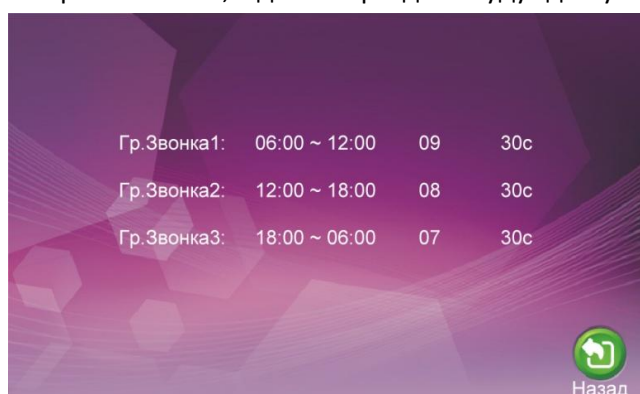 Гр.Звонка1: 06:00 ~ 12:00 09 30с
Гр.Звонка2: 12:00 ~ 18:00 08 30с
Гр.Звонка3: 18:00 ~ 06:00 07 30с
Назад